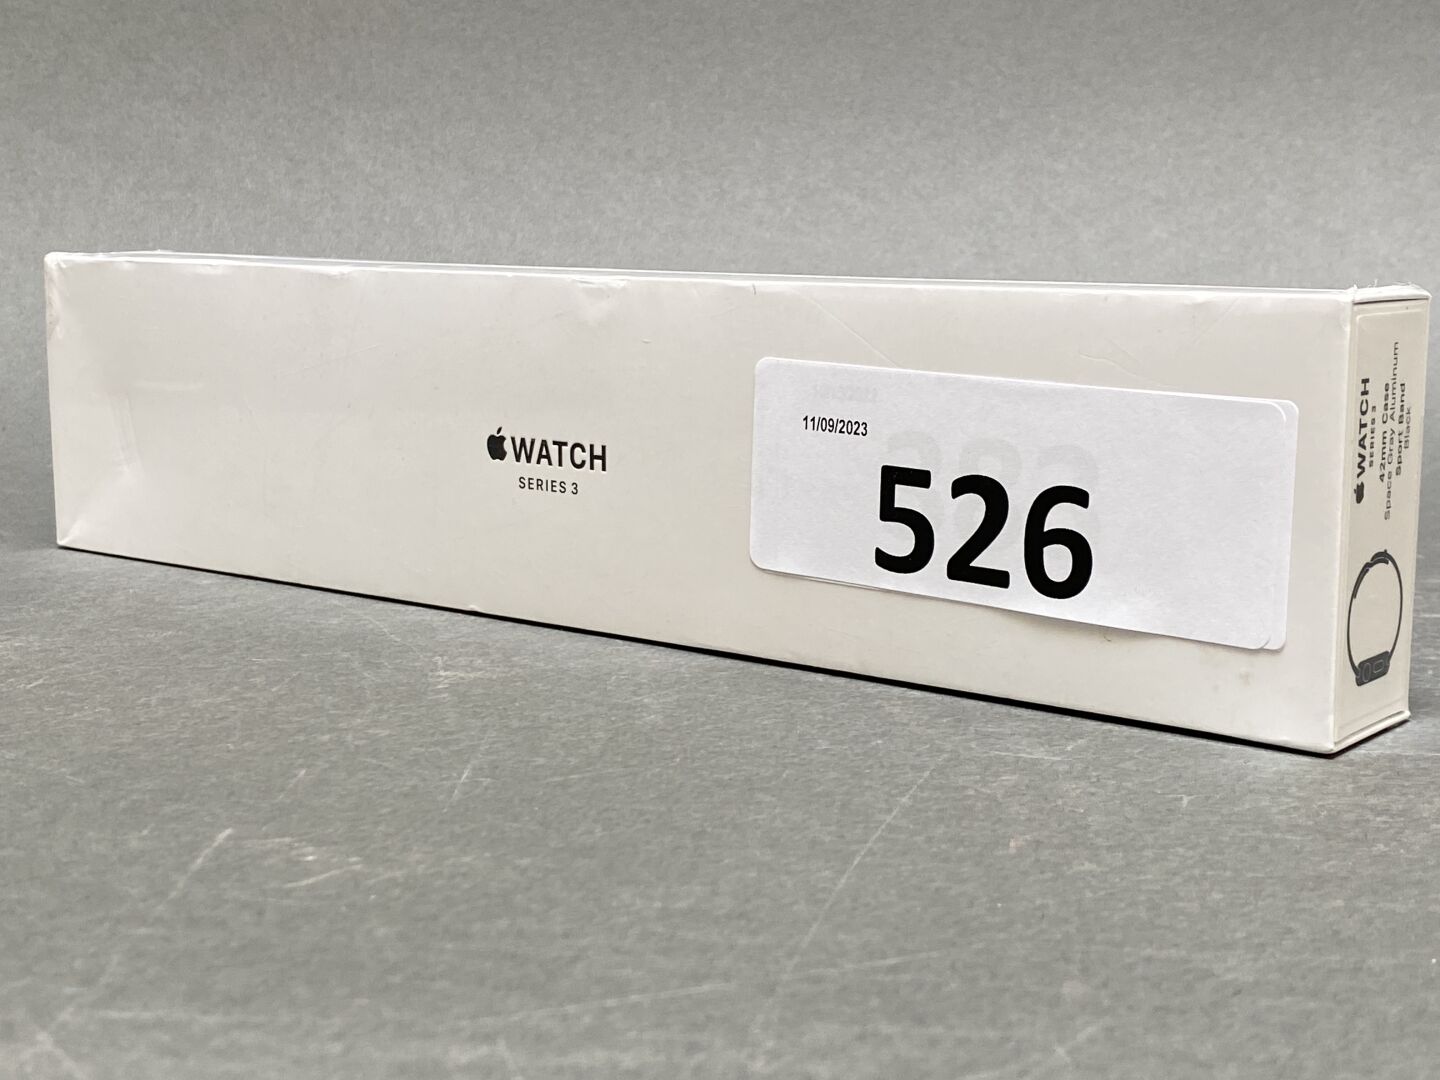 WATCH
SERIES 3
11/09/2023
526
WATCH
SERIES 3
42mm Case
Space Gray Aluminum
Sport Band
Black